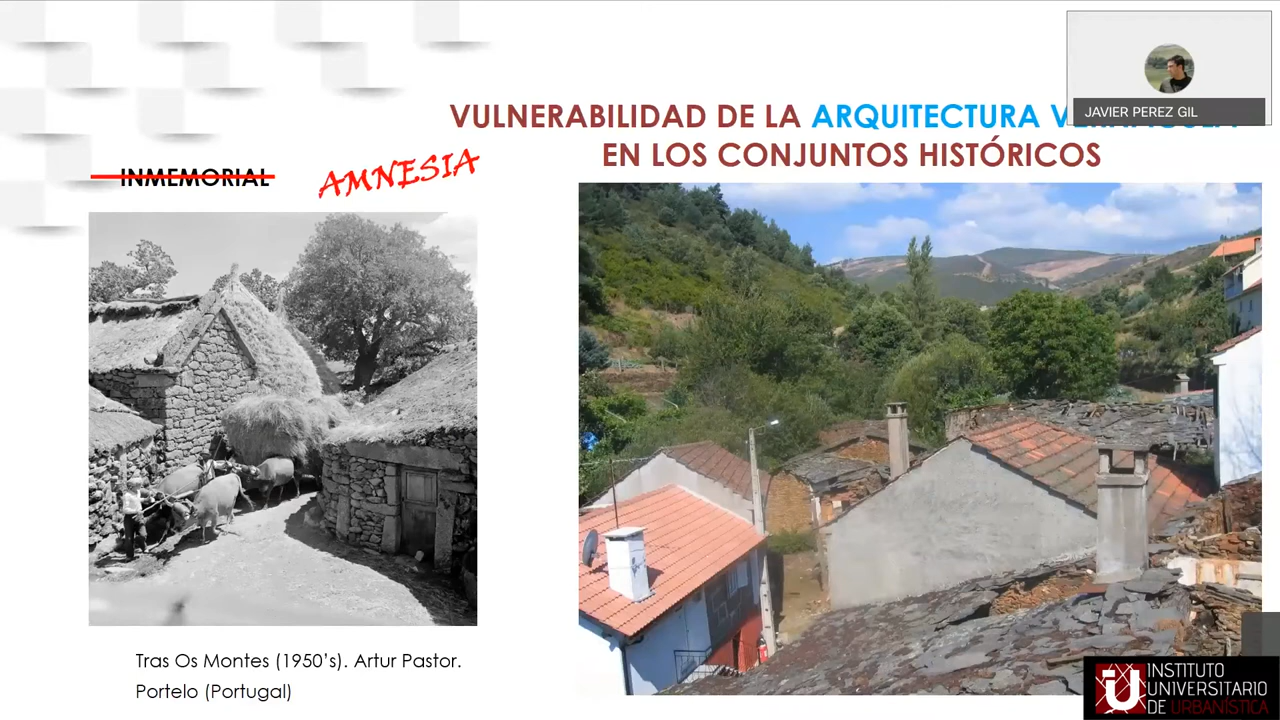 JAVIER PEREZ GIL
VULNERABILIDAD DE LA ARQUITECTURA
EN LOS CONJUNTOS HISTÓRICOS
INMEMORIAL
AMNESIA
Tras Os Montes (1950’s). Artur Pastor.
Portelo (Portugal)
INSTITUTO
UNIVERSITARIO
DE URBANÍSTICA